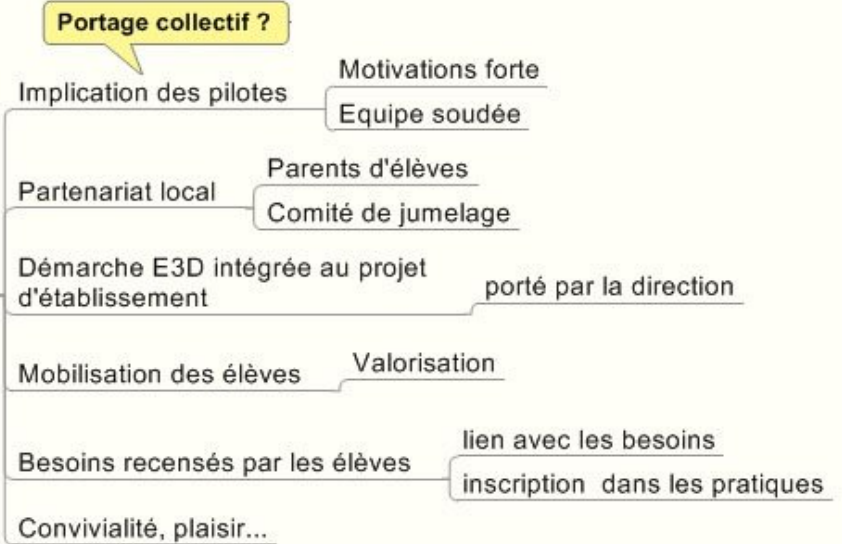 Portage collectif ?
Implication des pilotes
Motivations forte
Equipe soudée
Partenariat local
Parents d'élèves
Comité de jumelage
Démarche E3D intégrée au projet
d'établissement
porté par la direction
Mobilisation des élèves
Valorisation
Besoins recensés par les élèves
lien avec les besoins
inscription dans les pratiques
Convivialité, plaisir...